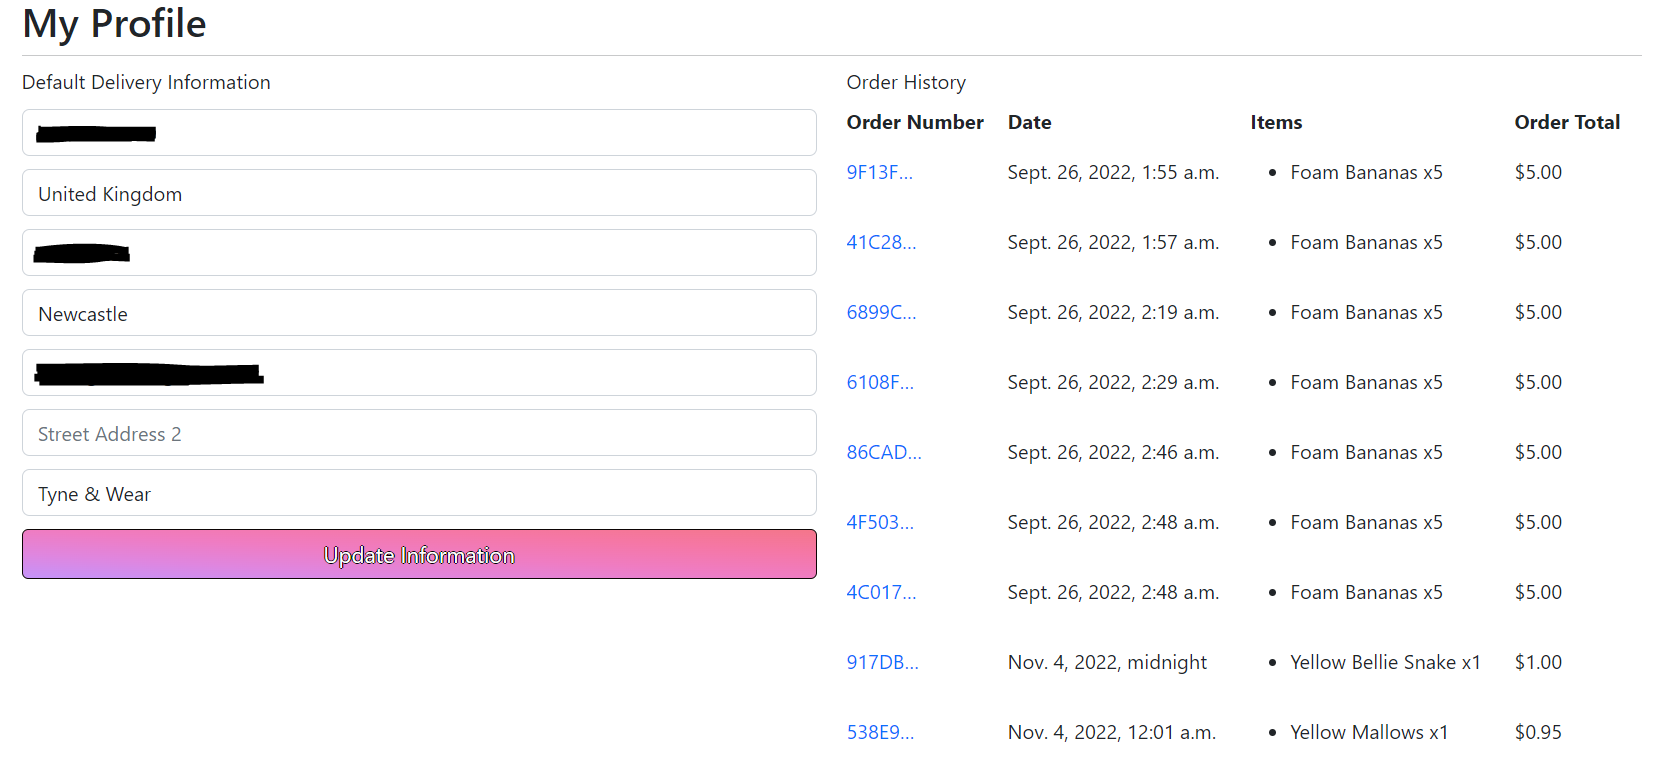 My Profile
Default Delivery Information
United Kingdom
Newcastle
Street Address 2
Tyne & Wear
Update Information
Order History
Order Number Date Items Order Total
9F13F... Sept. 26, 2022, 1:55 a.m. • Foam Bananas x5 $5.00
41C28... Sept. 26, 2022, 1:57 a.m. • Foam Bananas x5 $5.00
6899C... Sept. 26, 2022, 2:19 a.m. • Foam Bananas x5 $5.00
6108F... Sept. 26, 2022, 2:29 a.m. • Foam Bananas x5 $5.00
86CAD... Sept. 26, 2022, 2:46 a.m. • Foam Bananas x5 $5.00
4F503... Sept. 26, 2022, 2:48 a.m. • Foam Bananas x5 $5.00
4C017... Sept. 26, 2022, 2:48 a.m. • Foam Bananas x5 $5.00
917DB... Nov. 4, 2022, midnight • Yellow Bellie Snake x1 $1.00
538E9... Nov. 4, 2022, 12:01 a.m. • Yellow Mallows x1 $0.95